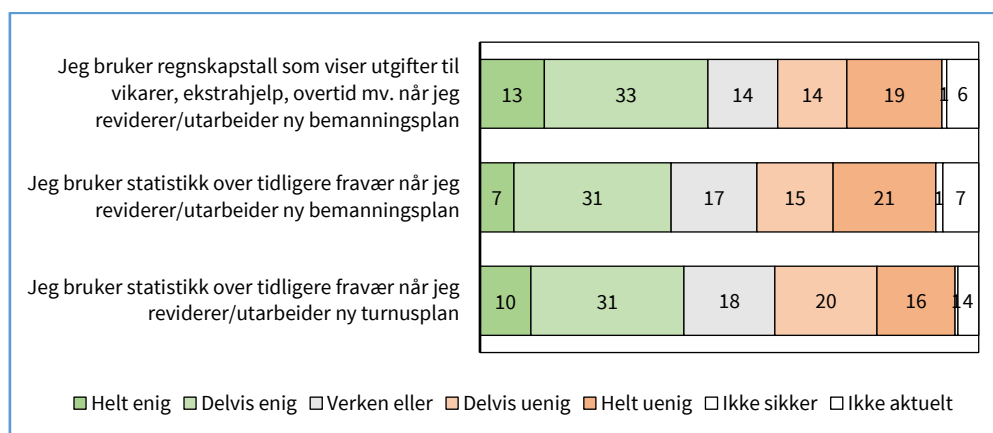 Jeg bruker regnskapstall som viser utgifter til
vikarer, ekstrahjelp, overtid mv. når jeg
reviderer/utarbeider ny bemanningsplan
13 33 14 14 19 1 6
Jeg bruker statistikk over tidligere fravær når jeg
reviderer/utarbeider ny bemanningsplan
7 31 17 15 21 1 7
Jeg bruker statistikk over tidligere fravær når jeg
reviderer/utarbeider ny turnusplan
10 31 18 20 16 1 4
Helt enig Delvis enig Verken eller Delvis uenig Helt uenig Ikke sikker Ikke aktuelt